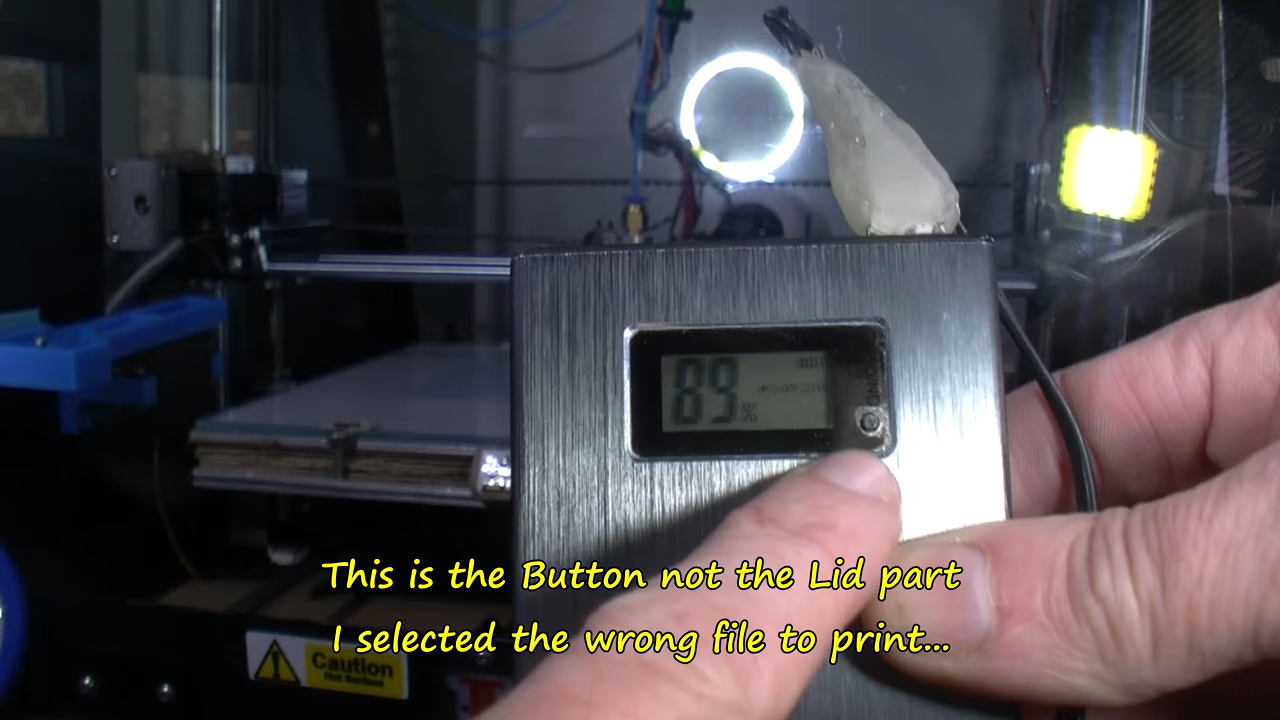 89
%
This is the Button not the Lid part
I selected the wrong file to print...
Caution
Hot Surface